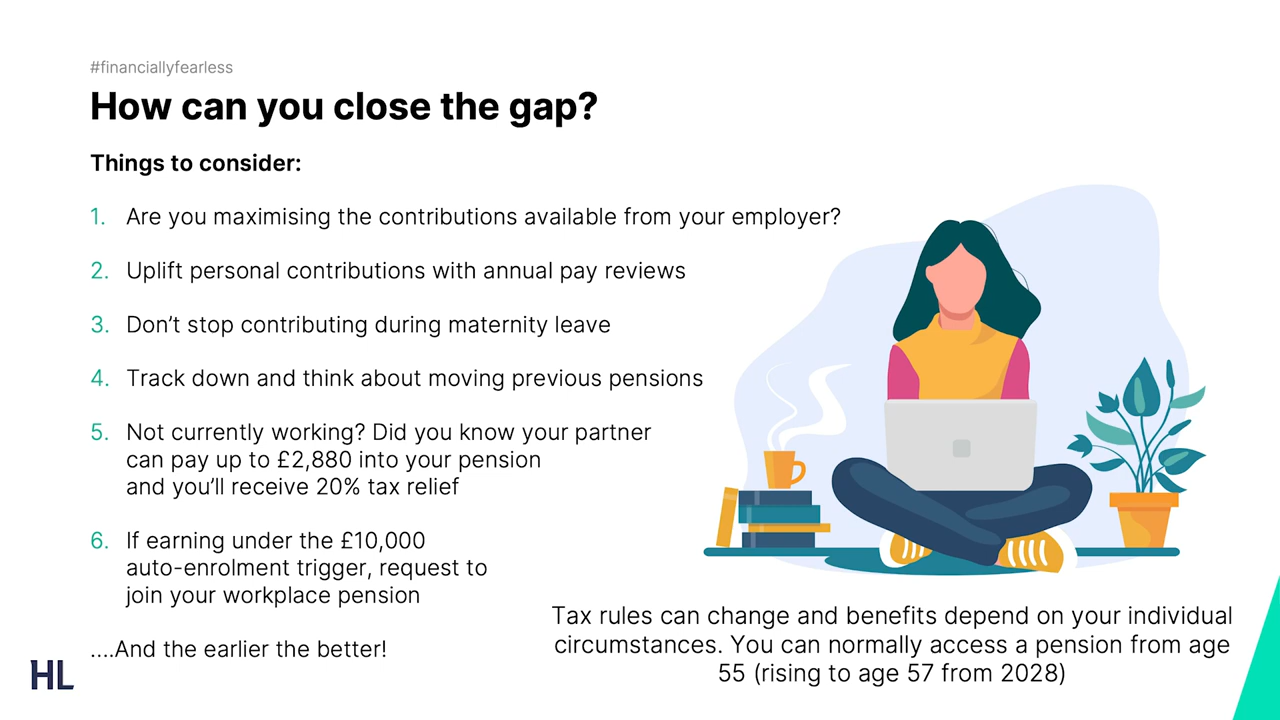 #financiallyfearless
How can you close the gap?
Things to consider:
1. Are you maximising the contributions available from your employer?
2. Uplift personal contributions with annual pay reviews
3. Don’t stop contributing during maternity leave
4. Track down and think about moving previous pensions
5. Not currently working? Did you know your partner
can pay up to £2,880 into your pension
and you’ll receive 20% tax relief
6. If earning under the £10,000
auto-enrolment trigger, request to
join your workplace pension
....And the earlier the better!
Tax rules can change and benefits depend on your individual
circumstances. You can normally access a pension from age
55 (rising to age 57 from 2028)
HL